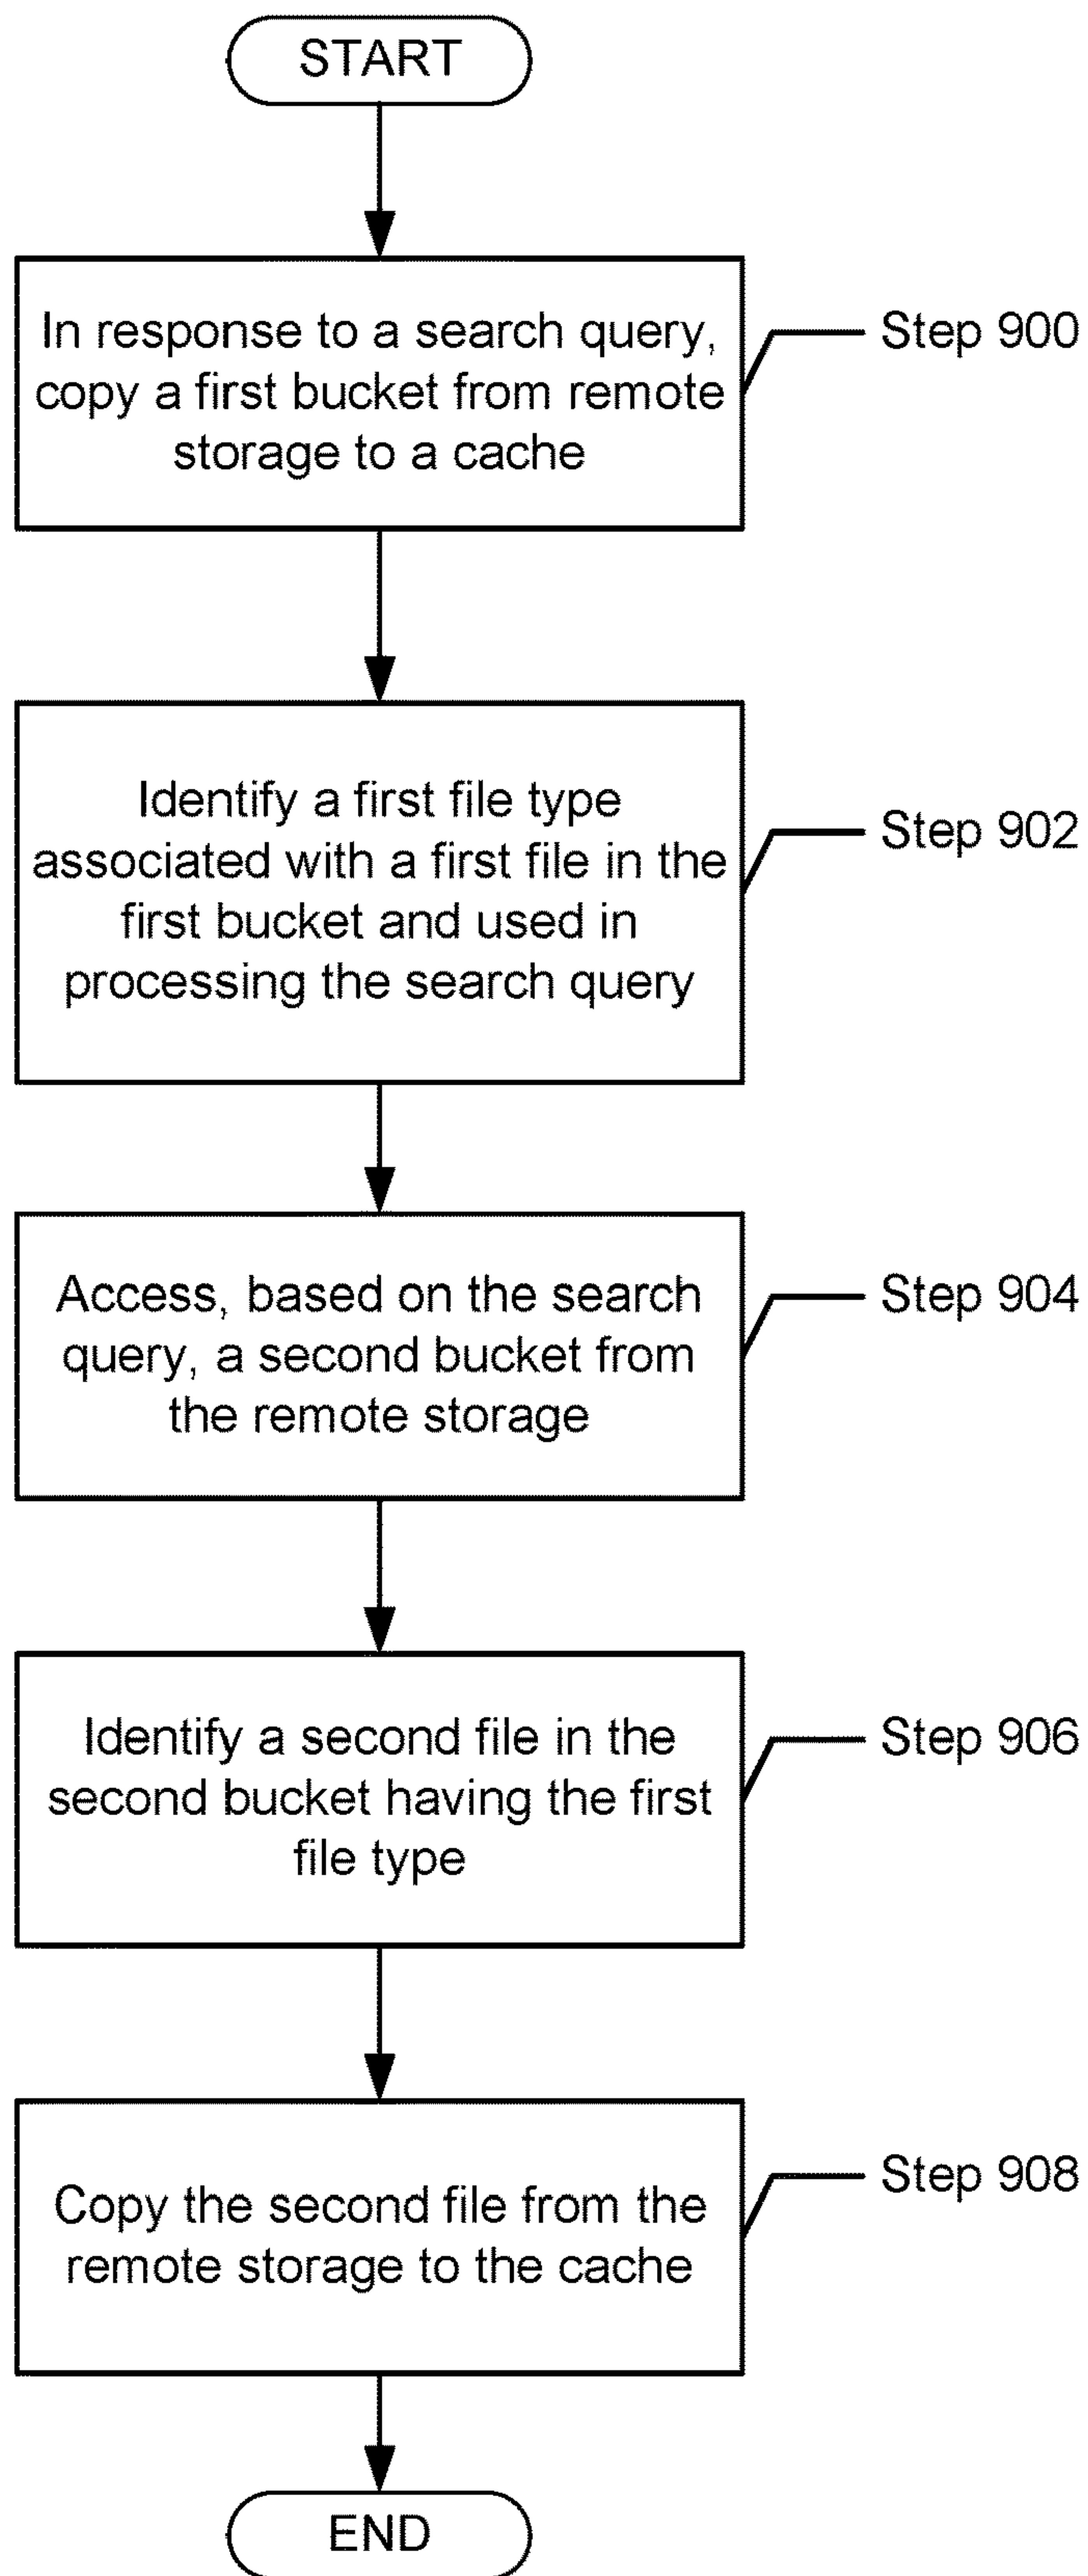 START
In response to a search query,
copy a first bucket from remote
storage to a cache
Step 900
Identify a first file type
associated with a first file in the
first bucket and used in
processing the search query
Step 902
Access, based on the search
query, a second bucket from
the remote storage
Step 904
Identify a second file in the
second bucket having the first
file type
Step 906
Copy the second file from the
remote storage to the cache
Step 908
END